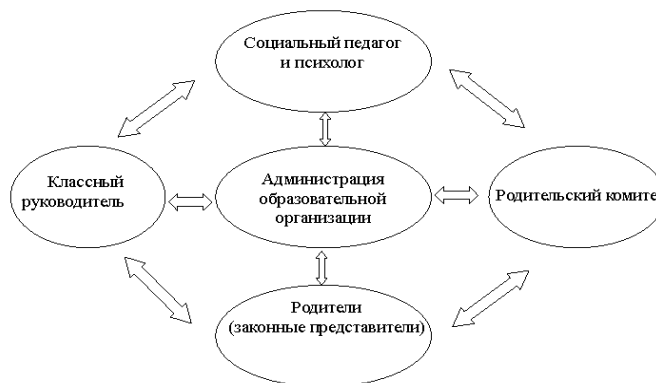 Социальный педагог
и психолог
Классный
руководитель
Администрация
образовательной
организации
Родительский комите
Родители
(законные представители)